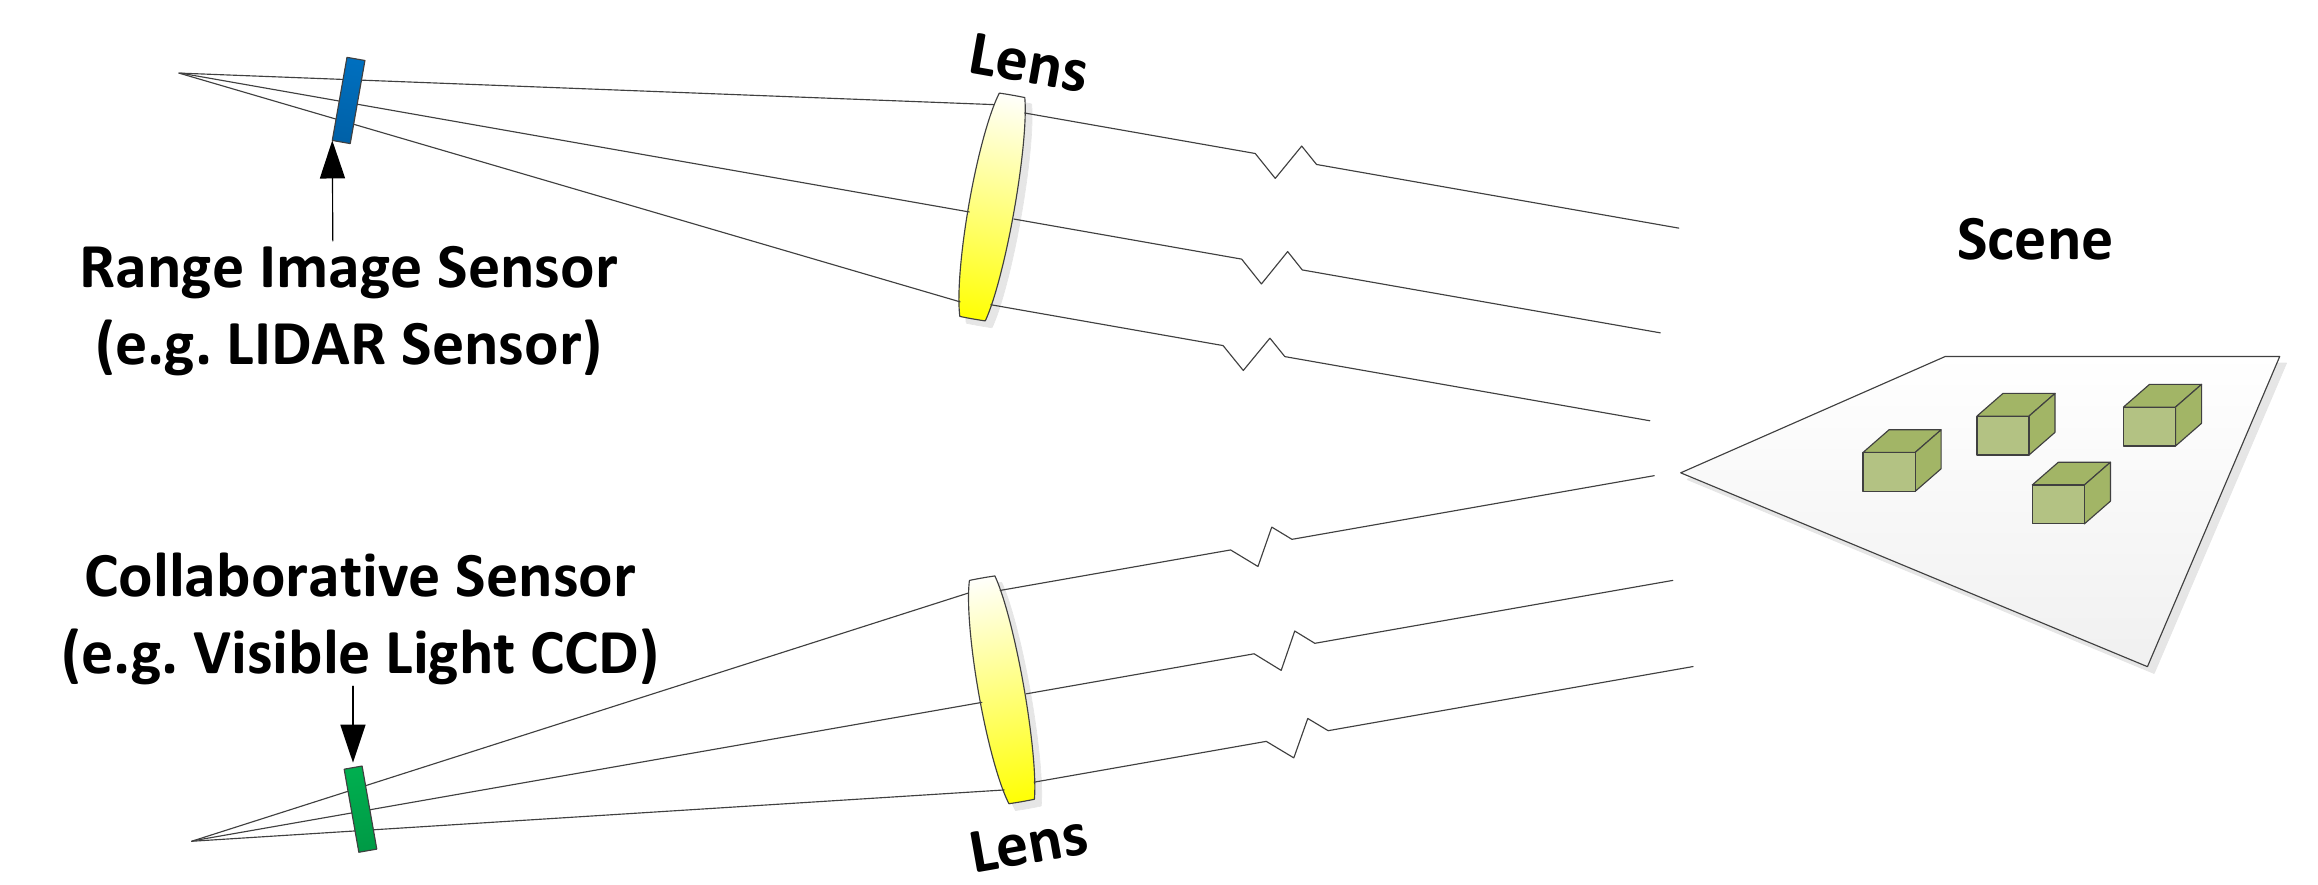 Lens
Range Image Sensor
(e.g. LIDAR Sensor)
Scene
Collaborative Sensor
(e.g. Visible Light CCD)
Lens